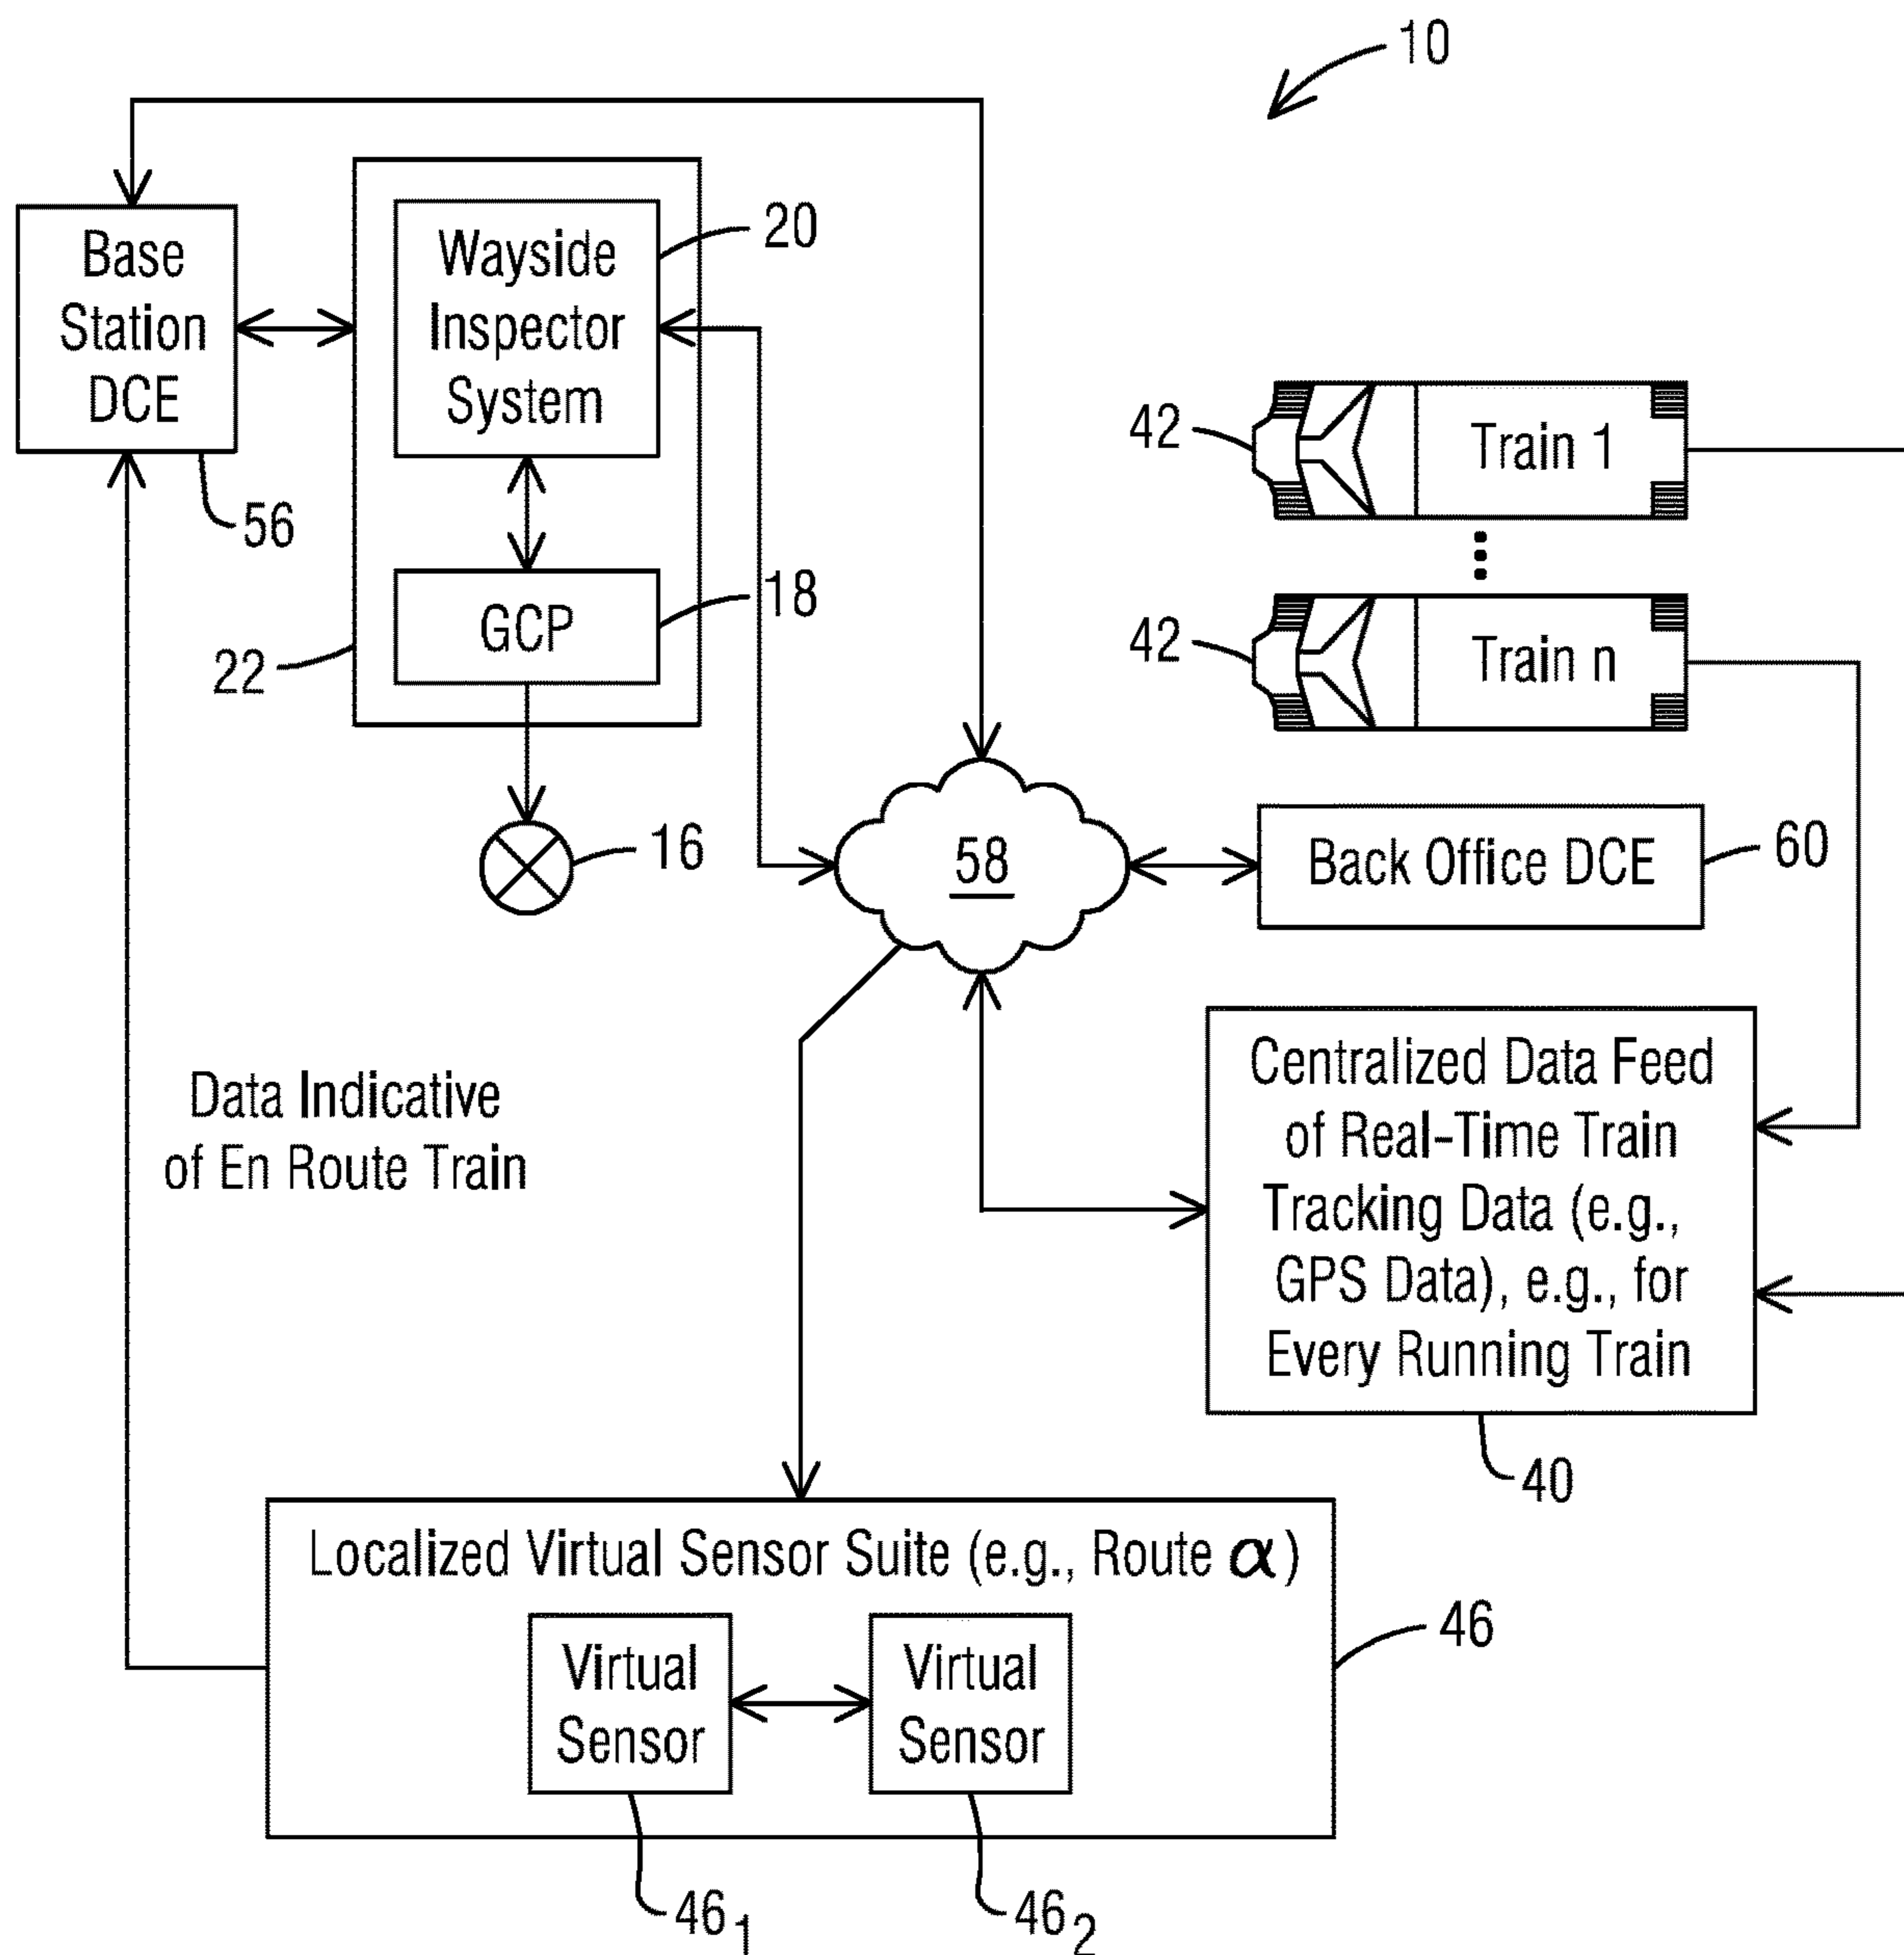 10
Base
Station
DCE
56
Wayside
Inspector
System
20
GCP
18
22
16
42
Train 1
42
Train n
58
Back Office DCE
60
Centralized Data Feed
of Real-Time Train
Tracking Data (e.g.,
GPS Data), e.g., for
Every Running Train
40
Data Indicative
of En Route Train
Localized Virtual Sensor Suite (e.g., Route α)
46
Virtual
Sensor
Virtual
Sensor
46₁
46₂